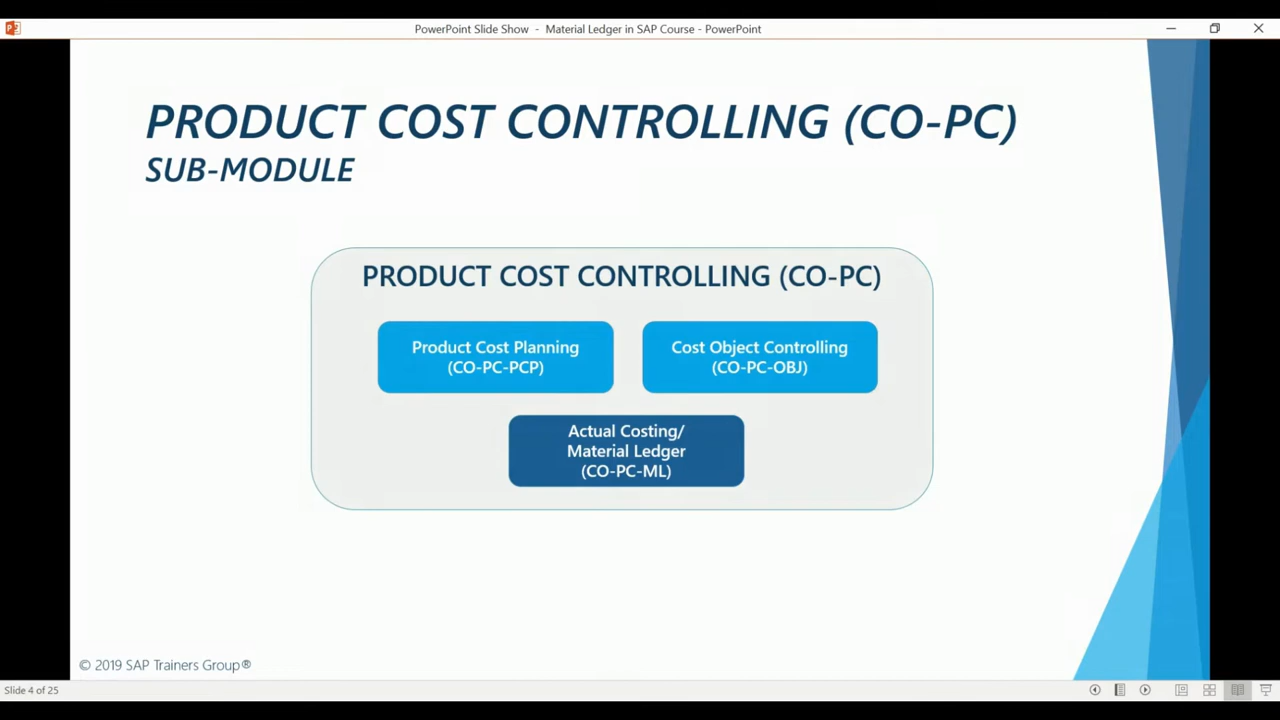 PowerPoint Slide Show - Material Ledger in SAP Course - PowerPoint
PRODUCT COST CONTROLLING (CO-PC)
SUB-MODULE
PRODUCT COST CONTROLLING (CO-PC)
Product Cost Planning
(CO-PC-PCP)
Cost Object Controlling
(CO-PC-OBJ)
Actual Costing/
Material Ledger
(CO-PC-ML)
© 2019 SAP Trainers Group®
Slide 4 of 25